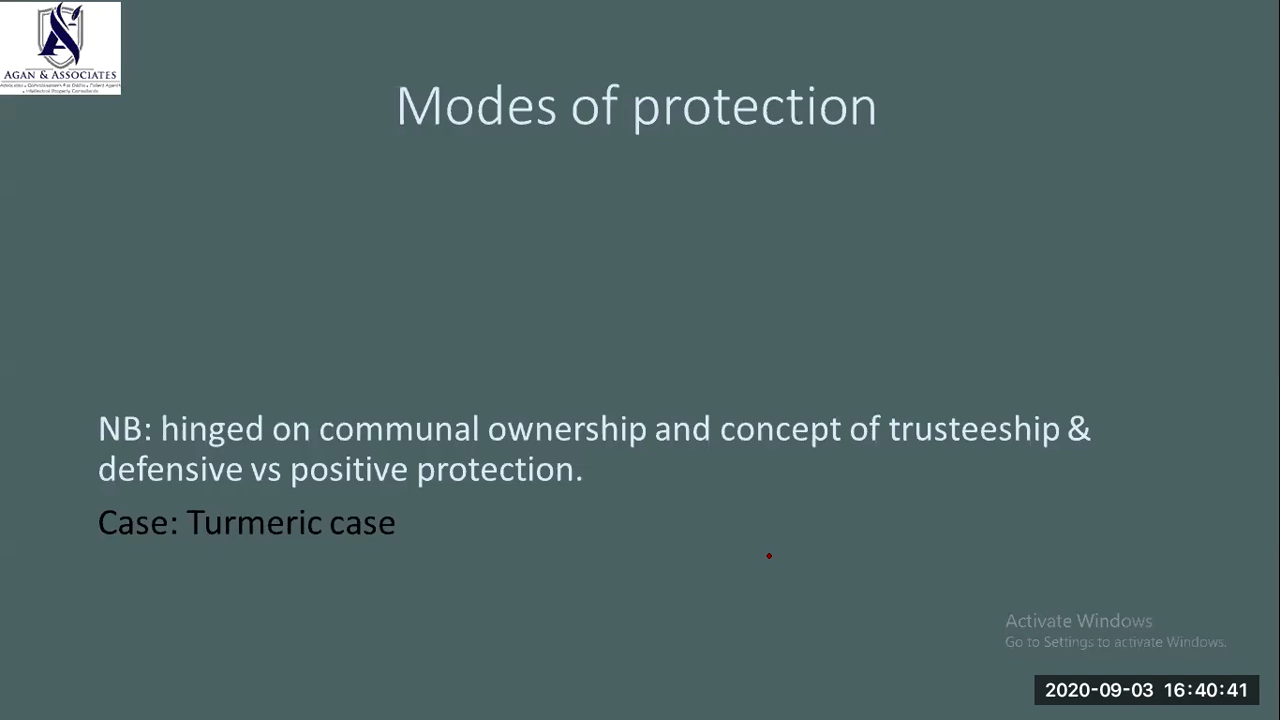 AGAN & ASSOCIATES
Modes of protection
NB: hinged on communal ownership and concept of trusteeship &
defensive vs positive protection.
Case: Turmeric case
Activate Windows
Go to Settings to activate Windows.
2020-09-03 16:40:41